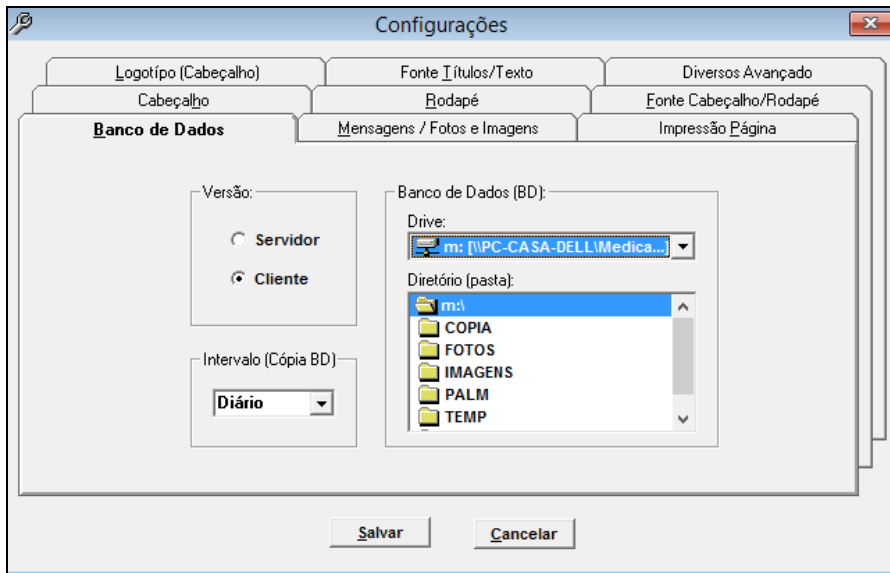 Configurações
Logotípo (Cabeçalho)
Fonte Títulos/Texto
Diversos Avançado
Cabeçalho
Rodapé
Fonte Cabeçalho/Rodapé
Banco de Dados
Mensagens / Fotos e Imagens
Impressão Página
Versão:
Servidor
Cliente
Intervalo (Cópia BD)
Diário
Banco de Dados (BD):
Drive:
m: [\\PC-CASA-DELL\Medica...]
Diretório (pasta):
m:\
COPIA
FOTOS
IMAGENS
PALM
TEMP
Salvar
Cancelar